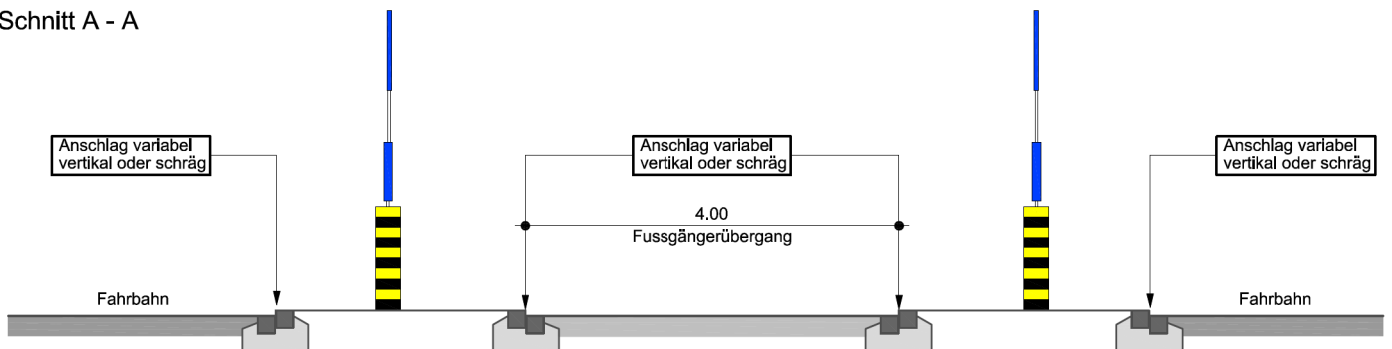 Schnitt A - A
Anschlag variabel
vertikal oder schräg
Anschlag variabel
vertikal oder schräg
Anschlag variabel
vertikal oder schräg
4.00
Fussgängerübergang
Fahrbahn
Fahrbahn